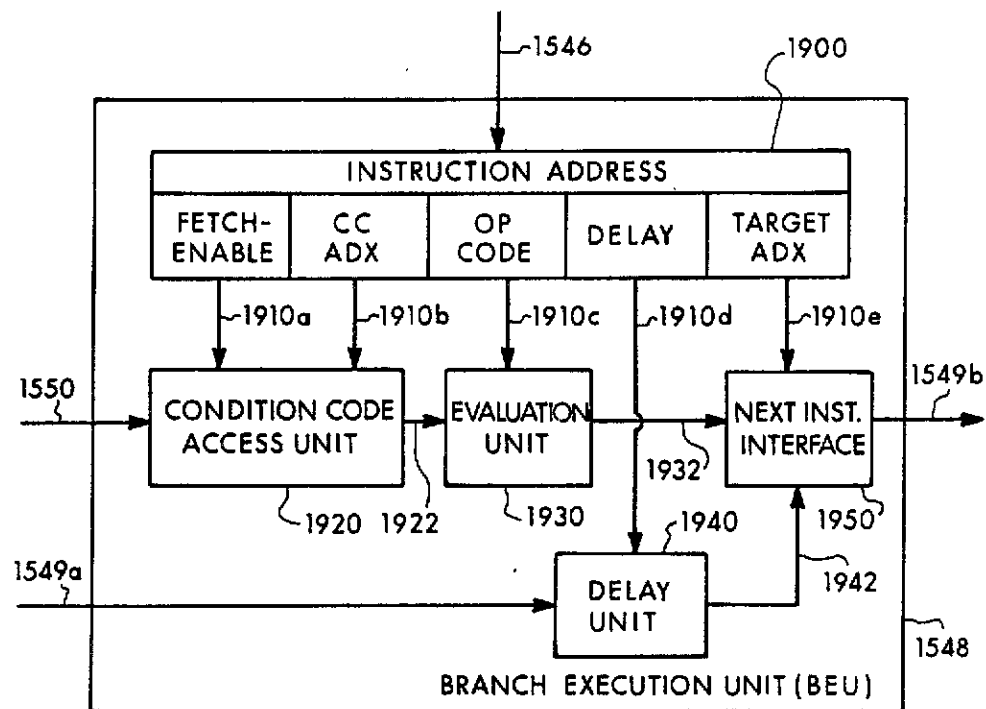 1546
1900
INSTRUCTION ADDRESS
FETCH-
ENABLE
CC
ADX
OP
CODE
DELAY
TARGET
ADX
1910a
1910b
1910c
1910d
1910e
1550
1549b
CONDITION CODE
ACCESS UNIT
EVALUATION
UNIT
NEXT INST.
INTERFACE
1920
1922
1930
1932
1940
1950
1549a
DELAY
UNIT
1942
1548
BRANCH EXECUTION UNIT (BEU)